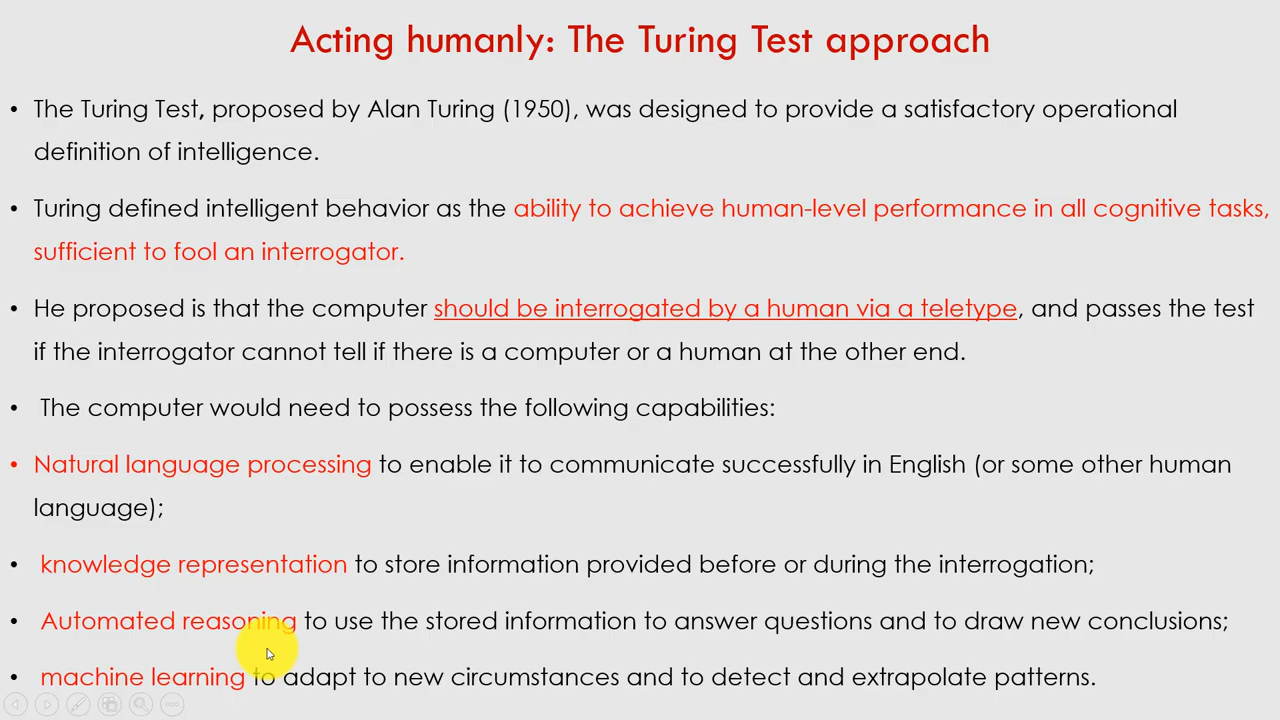 Acting humanly: The Turing Test approach
• The Turing Test, proposed by Alan Turing (1950), was designed to provide a satisfactory operational
definition of intelligence.
• Turing defined intelligent behavior as the ability to achieve human-level performance in all cognitive tasks,
sufficient to fool an interrogator.
• He proposed is that the computer should be interrogated by a human via a teletype, and passes the test
if the interrogator cannot tell if there is a computer or a human at the other end.
• The computer would need to possess the following capabilities:
• Natural language processing to enable it to communicate successfully in English (or some other human
language);
• knowledge representation to store information provided before or during the interrogation;
• Automated reasoning to use the stored information to answer questions and to draw new conclusions;
• machine learning to adapt to new circumstances and to detect and extrapolate patterns.